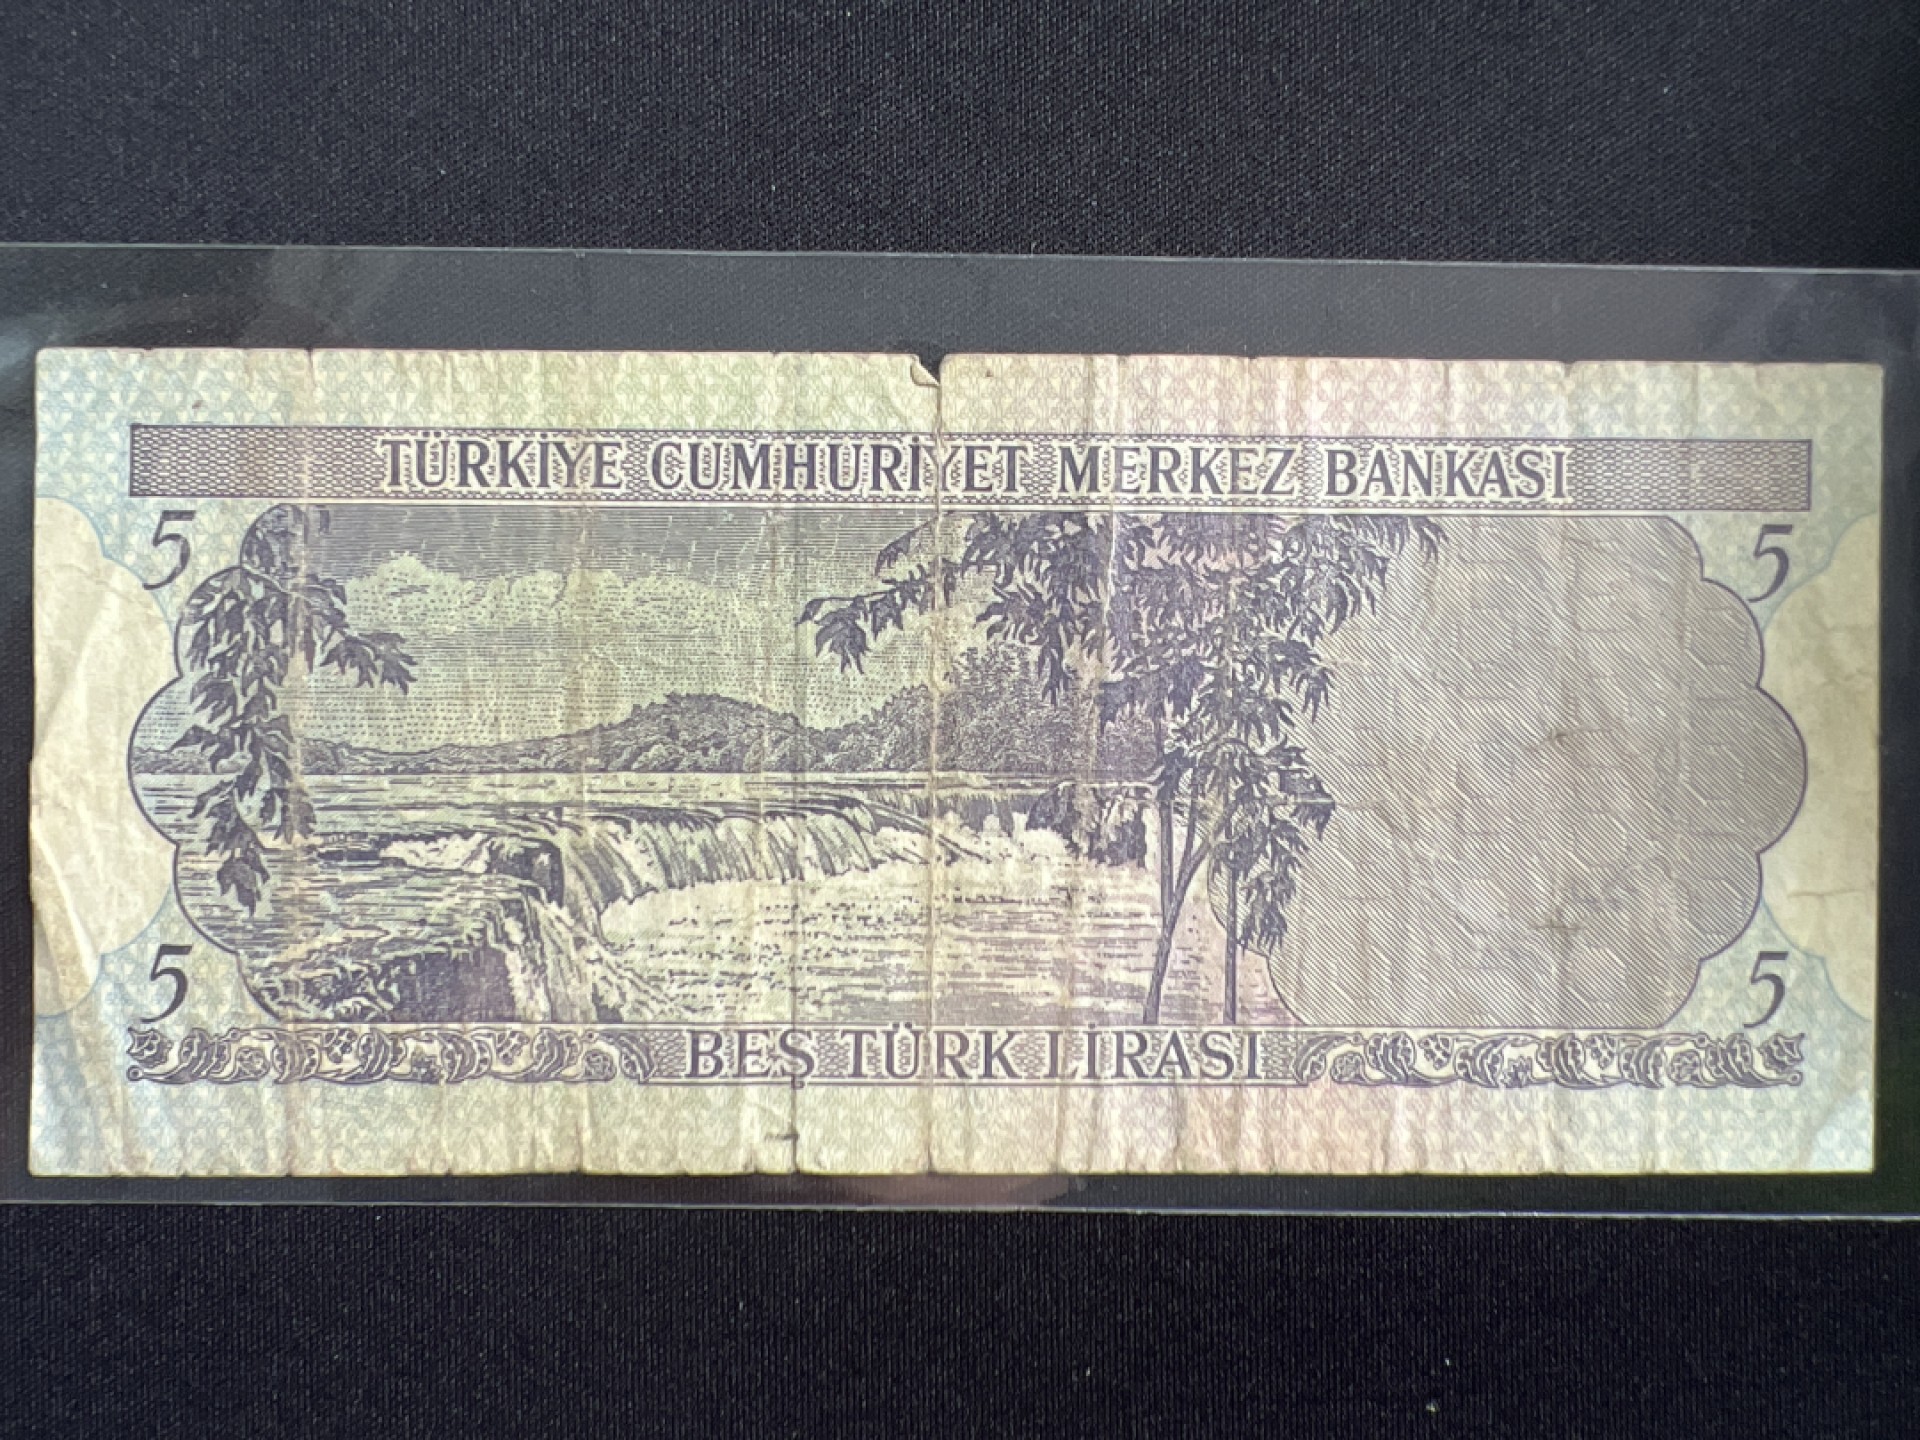 TÜRKİYE CUMHURİYET MERKEZ BANKASI
5 5
5 5
BEŞ TÜRK LİRASI